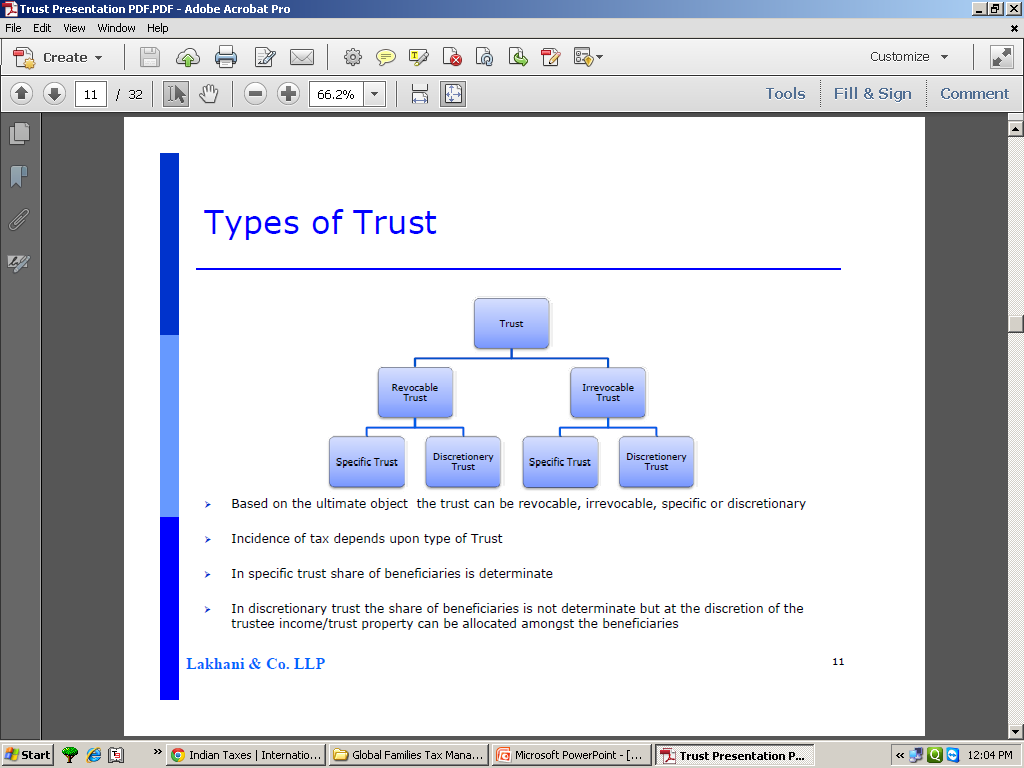 Trust Presentation PDF.PDF - Adobe Acrobat Pro
File Edit View Window Help
Create
Customize
11 / 32
66.2%
Tools
Fill & Sign
Comment
Types of Trust
Trust
Revocable
Trust
Irrevocable
Trust
Specific Trust
Discretionery
Trust
Specific Trust
Discretionery
Trust
Based on the ultimate object the trust can be revocable, irrevocable, specific or discretionary
Incidence of tax depends upon type of Trust
In specific trust share of beneficiaries is determinate
In discretionary trust the share of beneficiaries is not determinate but at the discretion of the
trustee income/trust property can be allocated amongst the beneficiaries
Lakhani & Co. LLP
11
Start
Indian Taxes | Internatio...
Global Families Tax Mana...
Microsoft PowerPoint - [...
Trust Presentation P...
12:04 PM